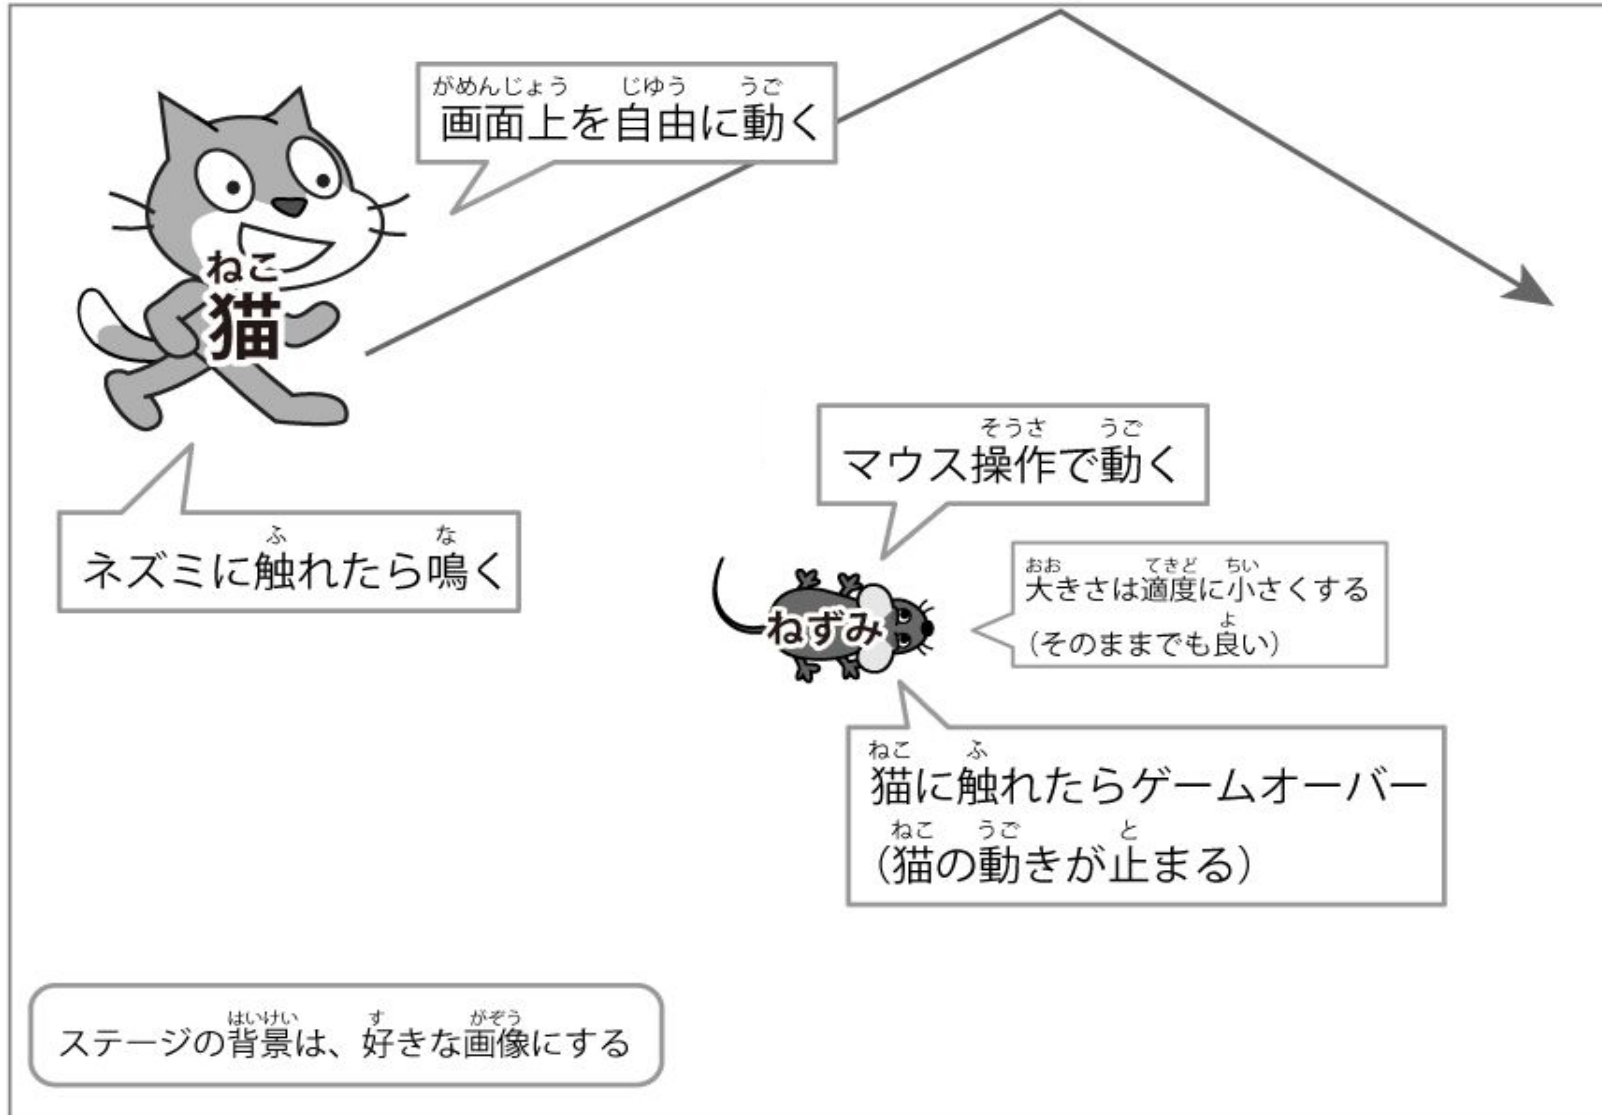 がめんじょう じゆう うご
画面上を自由に動く
ねこ
猫
そうさ うご
マウス操作で動く
ふ な
ネズミに触れたら鳴く
おお てきど ちい
大きさは適度に小さくする
よ
(そのままでも良い)
ねずみ
ねこ ふ
猫に触れたらゲームオーバー
ねこ うご と
(猫の動きが止まる)
はいけい す がぞう
ステージの背景は、好きな画像にする